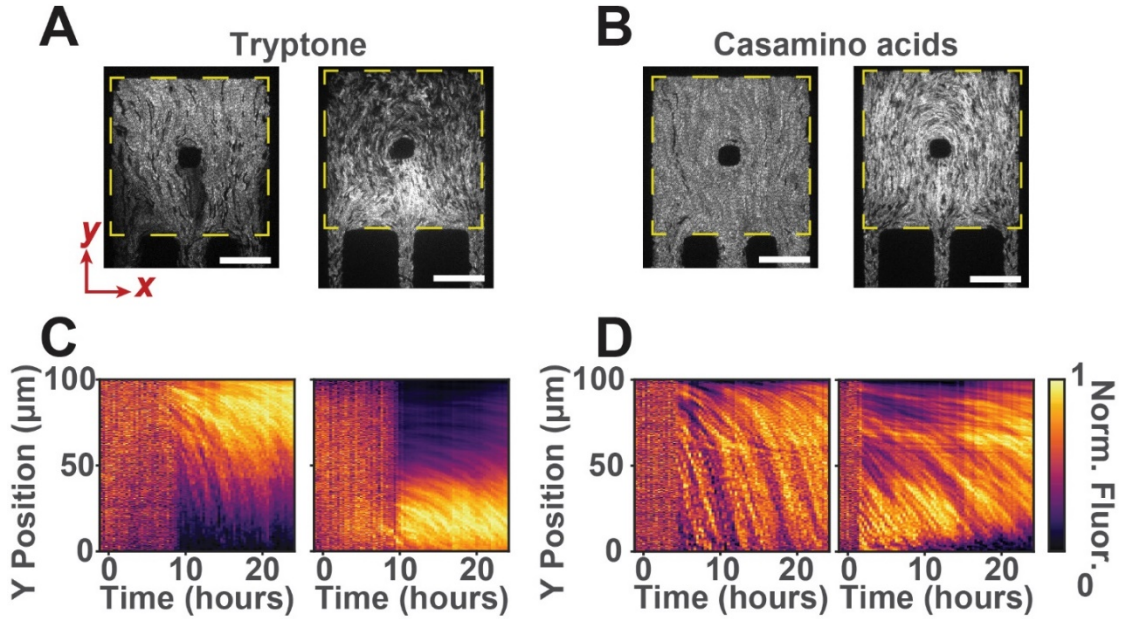 A
Tryptone
B
Casamino acids
y
x
C
D
Y Position (µm)
100
50
0
0 10 20
0 10 20
Time (hours)
Time (hours)
Y Position (µm)
100
50
0
0 10 20
0 10 20
Time (hours)
Time (hours)
1
Norm. Fluor.
0